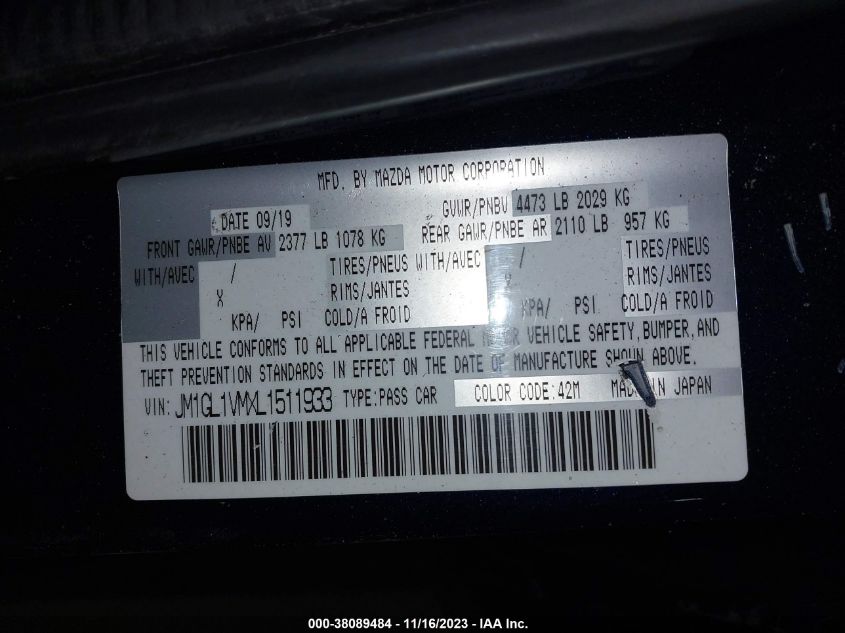 MFD. BY MAZDA MOTOR CORPORATION
DATE 09/19 GVWR/PNBV 4473 LB 2029 KG
FRONT GAWR/PNBE AV 2377 LB 1078 KG REAR GAWR/PNBE AR 2110 LB 957 KG
WITH/AVEC / TIRES/PNEUS WITH/AVEC / TIRES/PNEUS
X RIMS/JANTES X RIMS/JANTES
KPA/ PSI COLD/A FROID KPA/ PSI COLD/A FROID
THIS VEHICLE CONFORMS TO ALL APPLICABLE FEDERAL MOTOR VEHICLE SAFETY, BUMPER, AND
THEFT PREVENTION STANDARDS IN EFFECT ON THE DATE OF MANUFACTURE SHOWN ABOVE.
VIN: JM1GL1VMXL1511933 TYPE: PASS CAR COLOR CODE: 42M MADE IN JAPAN
000-38089484 - 11/16/2023 - IAA Inc.